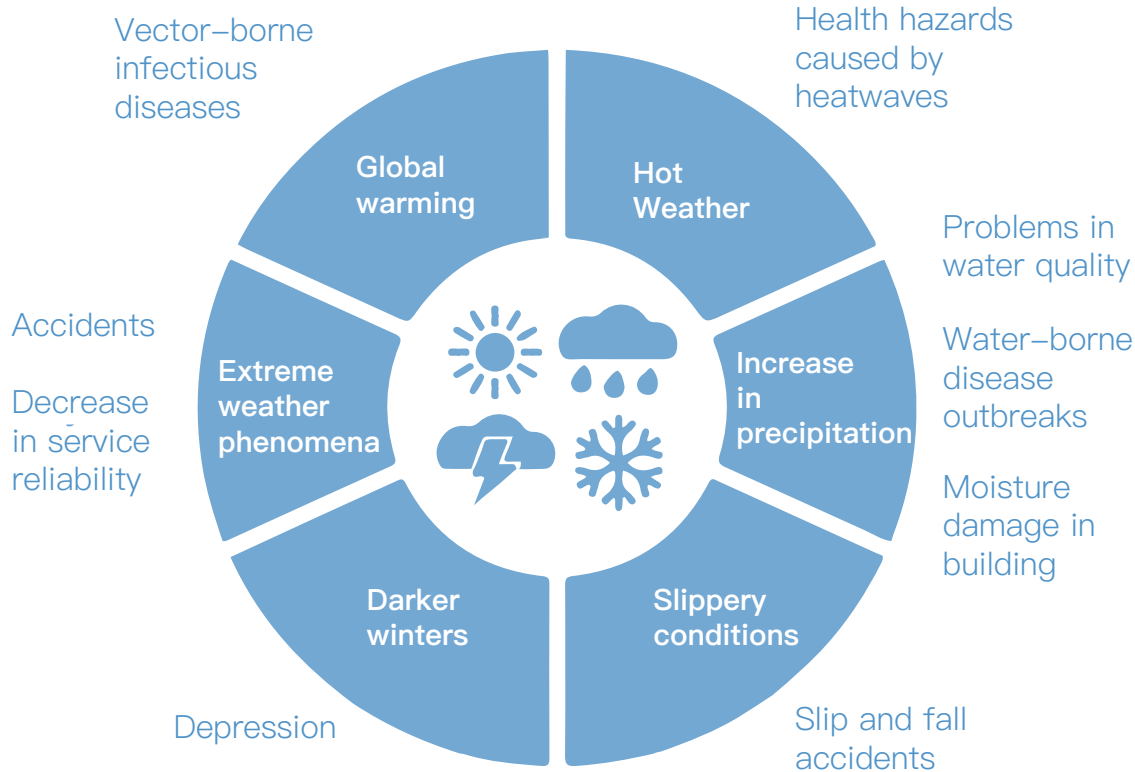 Vector–borne
infectious
diseases
Health hazards
caused by
heatwaves
Global
warming
Hot
Weather
Problems in
water quality
Water–borne
disease
outbreaks
Moisture
damage in
building
Accidents
Decrease
in service
reliability
Extreme
weather
phenomena
Increase
in
precipitation
Darker
winters
Slippery
conditions
Depression
Slip and fall
accidents